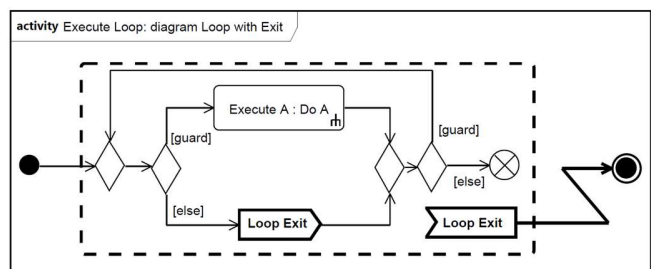 activity Execute Loop: diagram Loop with Exit
Execute A : Do A
[guard]
[guard]
[else]
[else]
Loop Exit
Loop Exit